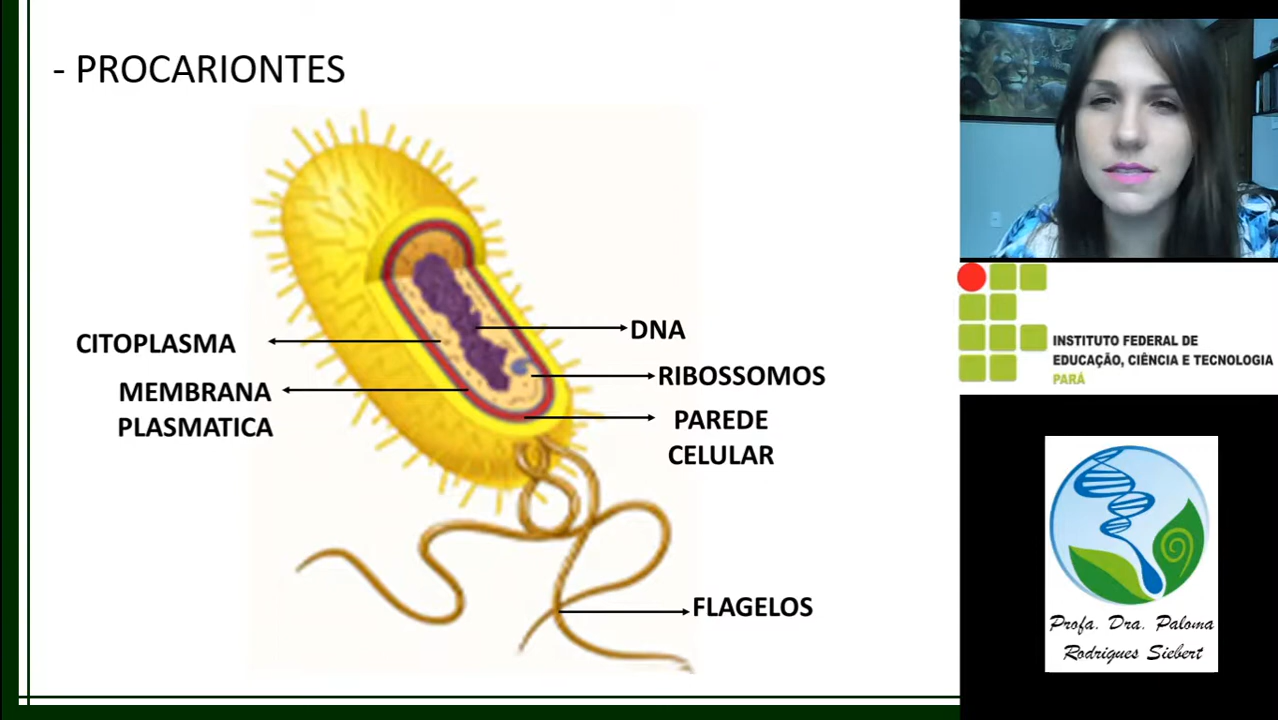 - PROCARIONTES
CITOPLASMA
MEMBRANA
PLASMATICA
DNA
RIBOSSOMOS
PAREDE
CELULAR
FLAGELOS
INSTITUTO FEDERAL DE
EDUCAÇÃO, CIÊNCIA E TECNOLOGIA
PARÁ
Profa. Dra. Paloma
Rodrigues Siebert